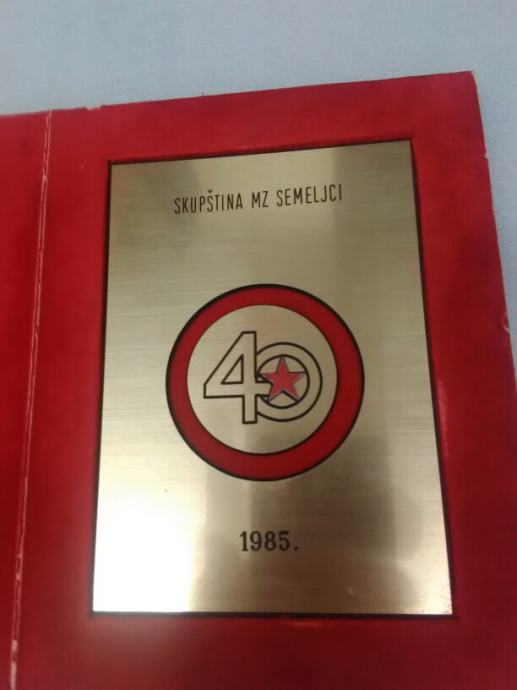 SKUPŠTINA MZ SEMELJCI
40
1985.